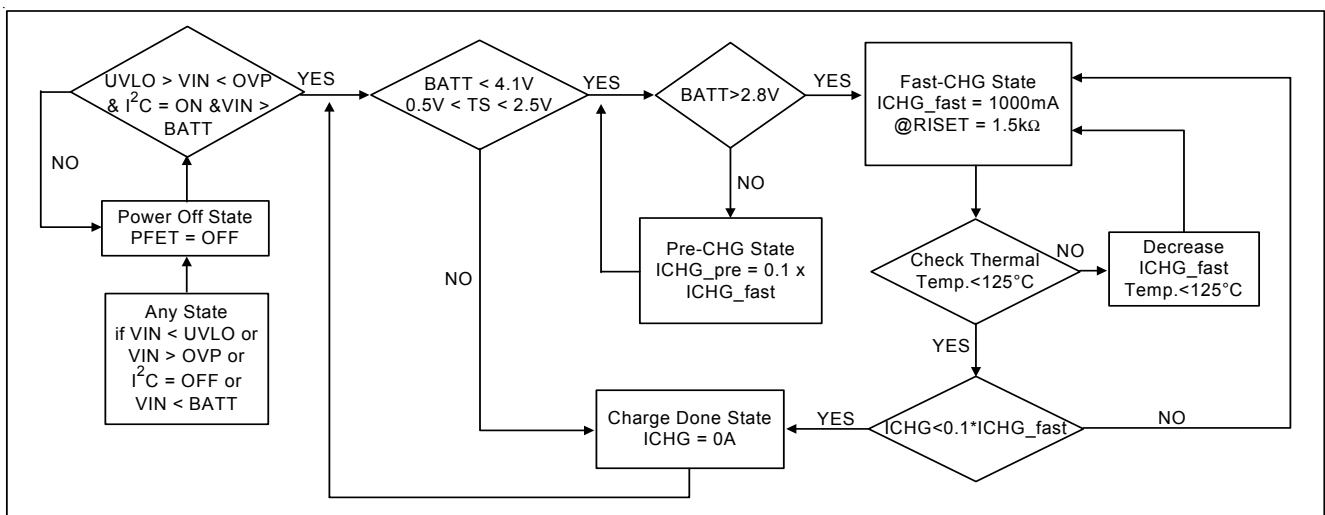 UVLO > VIN < OVP
& I²C = ON &VIN >
BATT
YES
NO
Power Off State
PFET = OFF
Any State
if VIN < UVLO or
VIN > OVP or
I²C = OFF or
VIN < BATT
BATT < 4.1V
0.5V < TS < 2.5V
YES
NO
BATT>2.8V
YES
NO
Pre-CHG State
ICHG_pre = 0.1 x
ICHG_fast
Fast-CHG State
ICHG_fast = 1000mA
@RISET = 1.5kΩ
Check Thermal
Temp.<125°C
NO
Decrease
ICHG_fast
Temp.<125°C
YES
ICHG<0.1*ICHG_fast
NO
YES
Charge Done State
ICHG = 0A